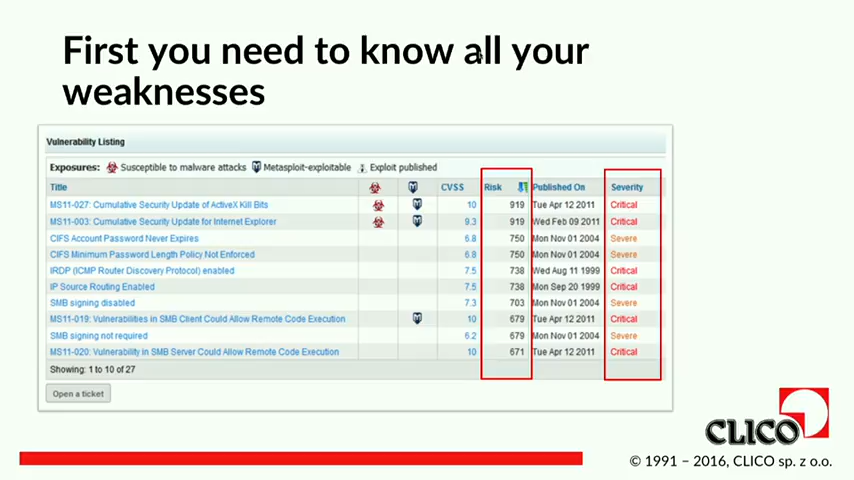 First you need to know all your
weaknesses
Vulnerability Listing
Exposures: Susceptible to malware attacks Metasploit-exploitable Exploit published
Title CVSS Risk Published On Severity
MS11-027: Cumulative Security Update of ActiveX Kill Bits 10 919 Tue Apr 12 2011 Critical
MS11-003: Cumulative Security Update for Internet Explorer 9.3 919 Wed Feb 09 2011 Critical
CIFS Account Password Never Expires 6.8 750 Mon Nov 01 2004 Severe
CIFS Minimum Password Length Policy Not Enforced 6.8 750 Mon Nov 01 2004 Severe
IRDP (ICMP Router Discovery Protocol) enabled 7.5 738 Wed Aug 11 1999 Critical
IP Source Routing Enabled 7.5 738 Mon Sep 20 1999 Critical
SMB signing disabled 7.3 703 Mon Nov 01 2004 Severe
MS11-019: Vulnerabilities in SMB Client Could Allow Remote Code Execution 10 679 Tue Apr 12 2011 Critical
SMB signing not required 6.2 679 Mon Nov 01 2004 Severe
MS11-020: Vulnerability in SMB Server Could Allow Remote Code Execution 10 671 Tue Apr 12 2011 Critical
Showing: 1 to 10 of 27
Open a ticket
CLICO
© 1991 – 2016, CLICO sp. z o.o.